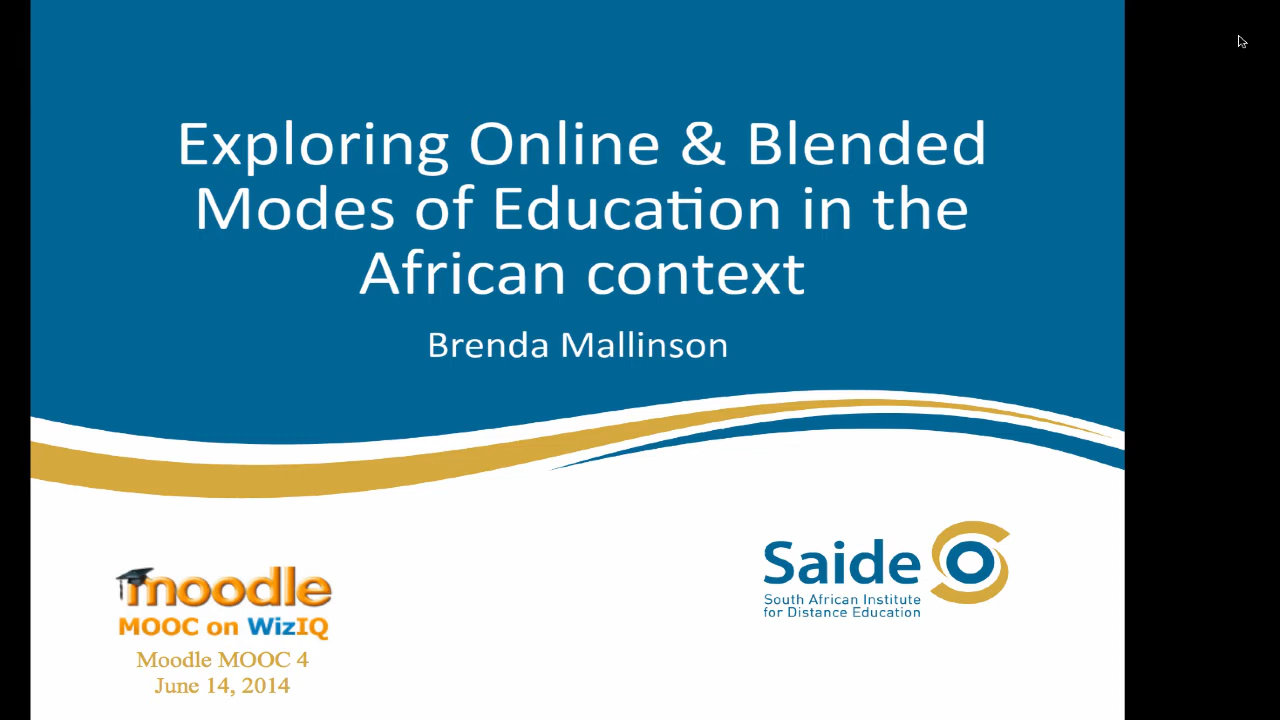 Exploring Online & Blended
Modes of Education in the
African context
Brenda Mallinson
Saide
South African Institute
for Distance Education
moodle
MOOC on WizIQ
Moodle MOOC 4
June 14, 2014